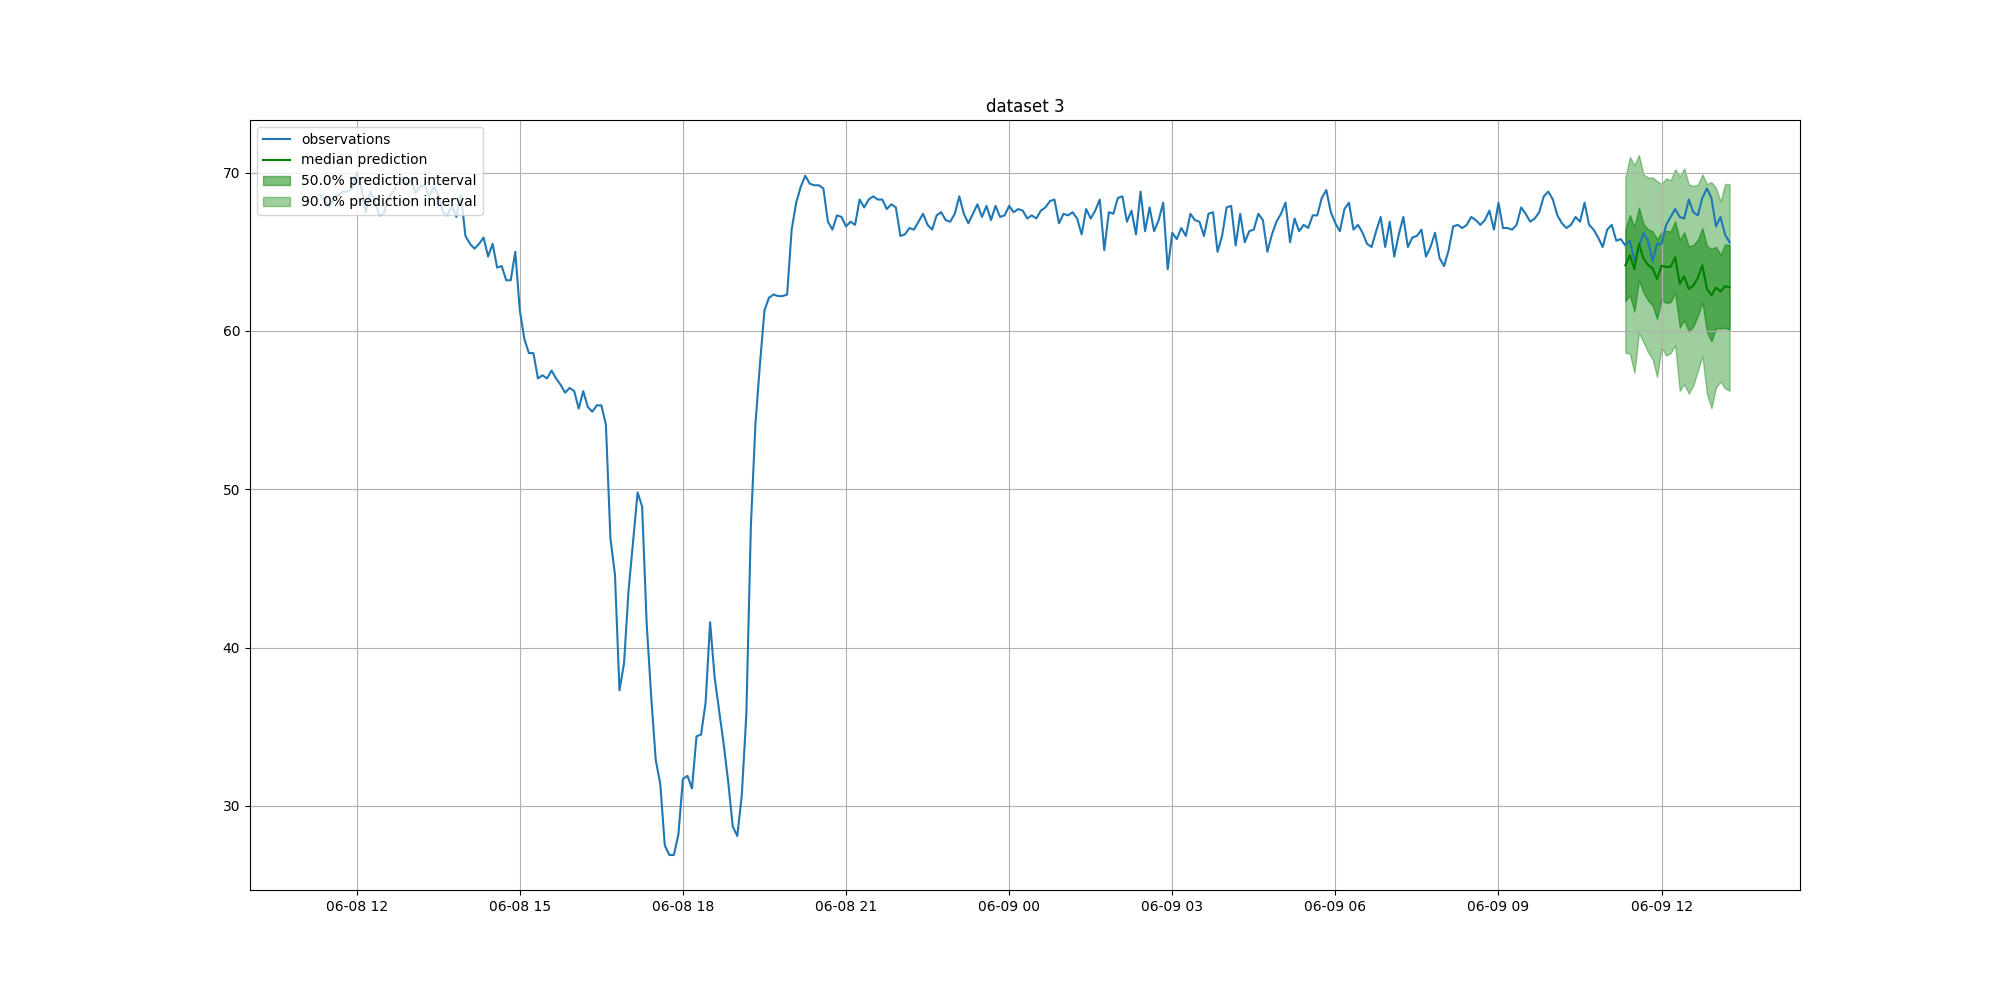 dataset 3
observations
median prediction
50.0% prediction interval
90.0% prediction interval
70
60
50
40
30
06-08 12
06-08 15
06-08 18
06-08 21
06-09 00
06-09 03
06-09 06
06-09 09
06-09 12